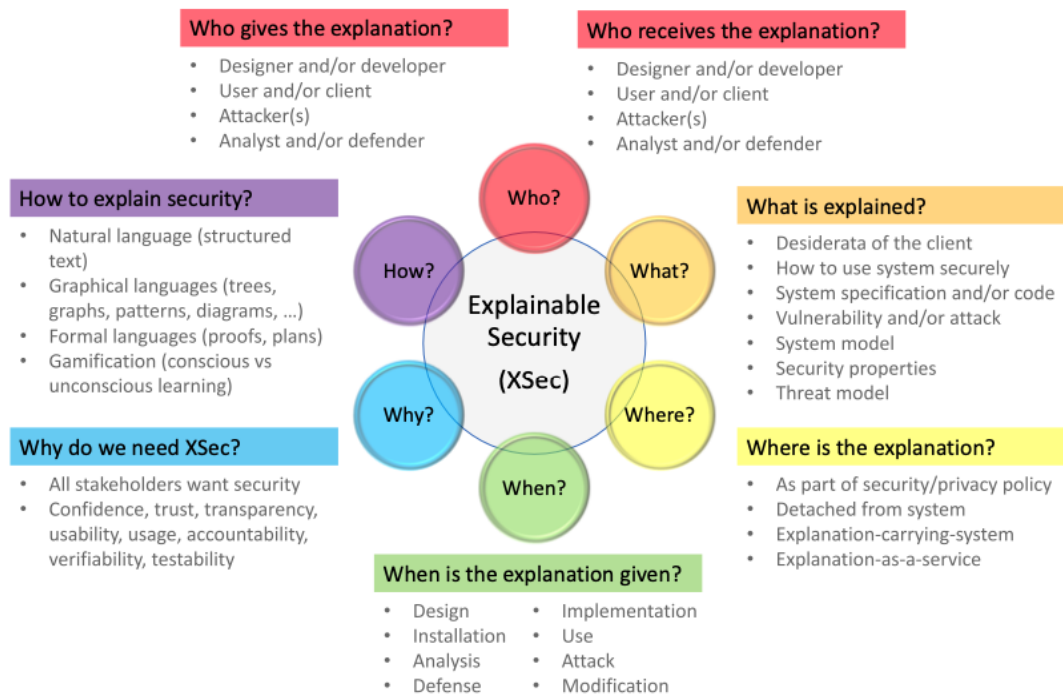 Who gives the explanation?
• Designer and/or developer
• User and/or client
• Attacker(s)
• Analyst and/or defender
Who receives the explanation?
• Designer and/or developer
• User and/or client
• Attacker(s)
• Analyst and/or defender
How to explain security?
• Natural language (structured
text)
• Graphical languages (trees,
graphs, patterns, diagrams, ...)
• Formal languages (proofs, plans)
• Gamification (conscious vs
unconscious learning)
Who?
How?
What?
Explainable
Security
(XSec)
Why?
Where?
When?
What is explained?
• Desiderata of the client
• How to use system securely
• System specification and/or code
• Vulnerability and/or attack
• System model
• Security properties
• Threat model
Why do we need XSec?
• All stakeholders want security
• Confidence, trust, transparency,
usability, usage, accountability,
verifiability, testability
Where is the explanation?
• As part of security/privacy policy
• Detached from system
• Explanation-carrying-system
• Explanation-as-a-service
When is the explanation given?
• Design
• Installation
• Analysis
• Defense
• Implementation
• Use
• Attack
• Modification